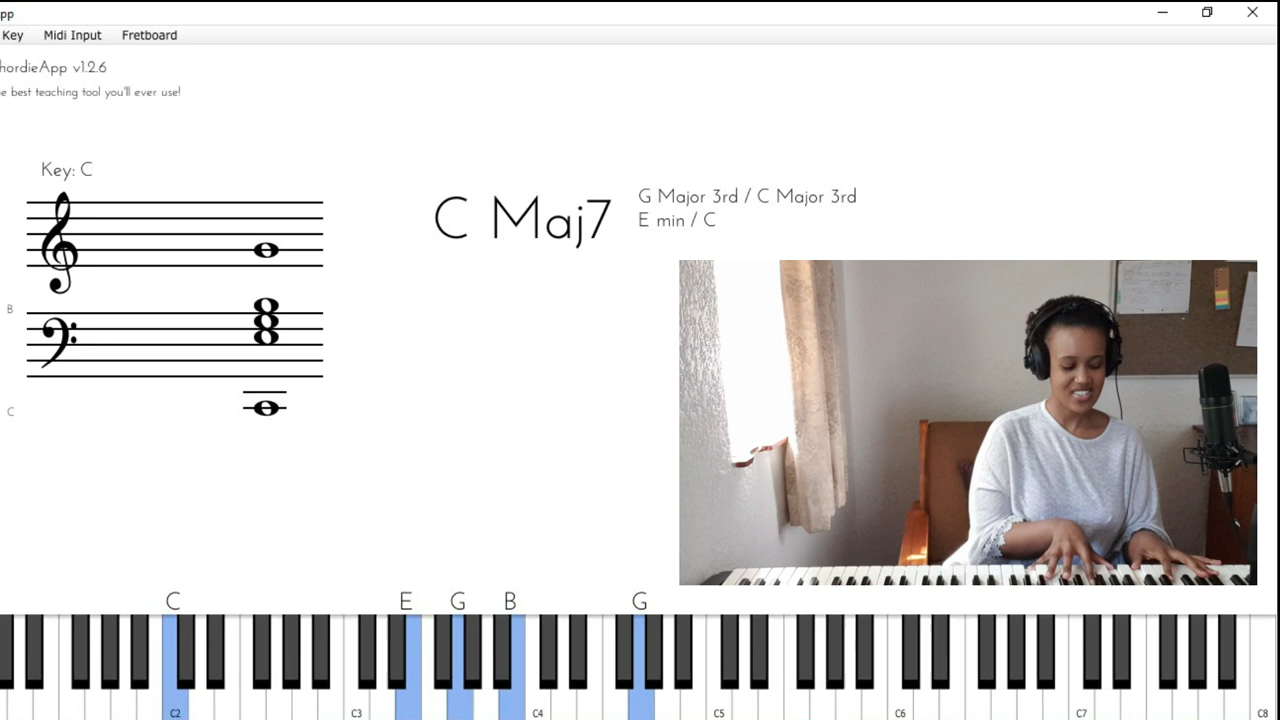 pp
Key Midi Input Fretboard
hordieApp v1.2.6
e best teaching tool you'll ever use!
Key: C
C Maj7
G Major 3rd / C Major 3rd
E min / C
B
C
C E G B G
C2 C3 C4 C5 C6 C7 C8